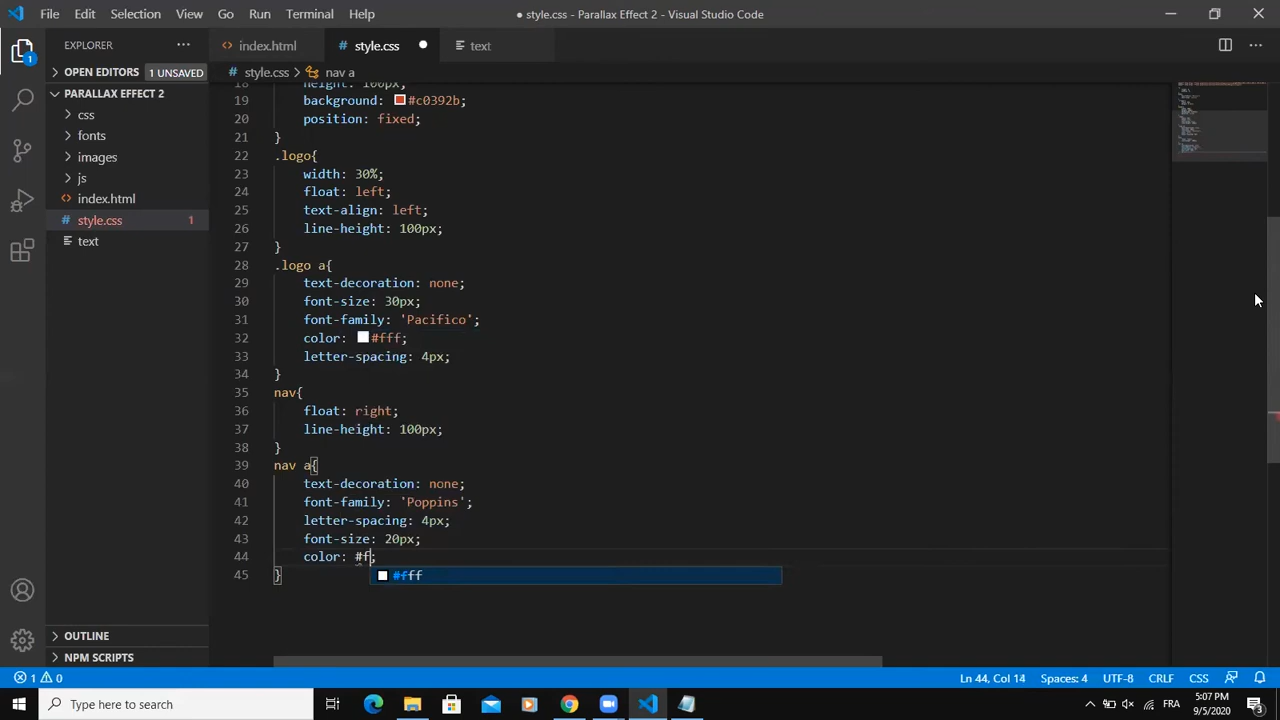 File Edit Selection View Go Run Terminal Help
● style.css - Parallax Effect 2 - Visual Studio Code
EXPLORER
index.html
# style.css
text
OPEN EDITORS 1 UNSAVED
# style.css > nav a
PARALLAX EFFECT 2
css
fonts
images
js
index.html
# style.css 1
text
OUTLINE
NPM SCRIPTS
1
18 height: 100px;
19 background: #c0392b;
20 position: fixed;
21 }
22 .logo{
23 width: 30%;
24 float: left;
25 text-align: left;
26 line-height: 100px;
27 }
28 .logo a{
29 text-decoration: none;
30 font-size: 30px;
31 font-family: 'Pacifico';
32 color: #fff;
33 letter-spacing: 4px;
34 }
35 nav{
36 float: right;
37 line-height: 100px;
38 }
39 nav a{
40 text-decoration: none;
41 font-family: 'Poppins';
42 letter-spacing: 4px;
43 font-size: 20px;
44 color: #f;
45 }
#fff
1 0
Ln 44, Col 14 Spaces: 4 UTF-8 CRLF CSS
Type here to search
FRA
5:07 PM
9/5/2020
3